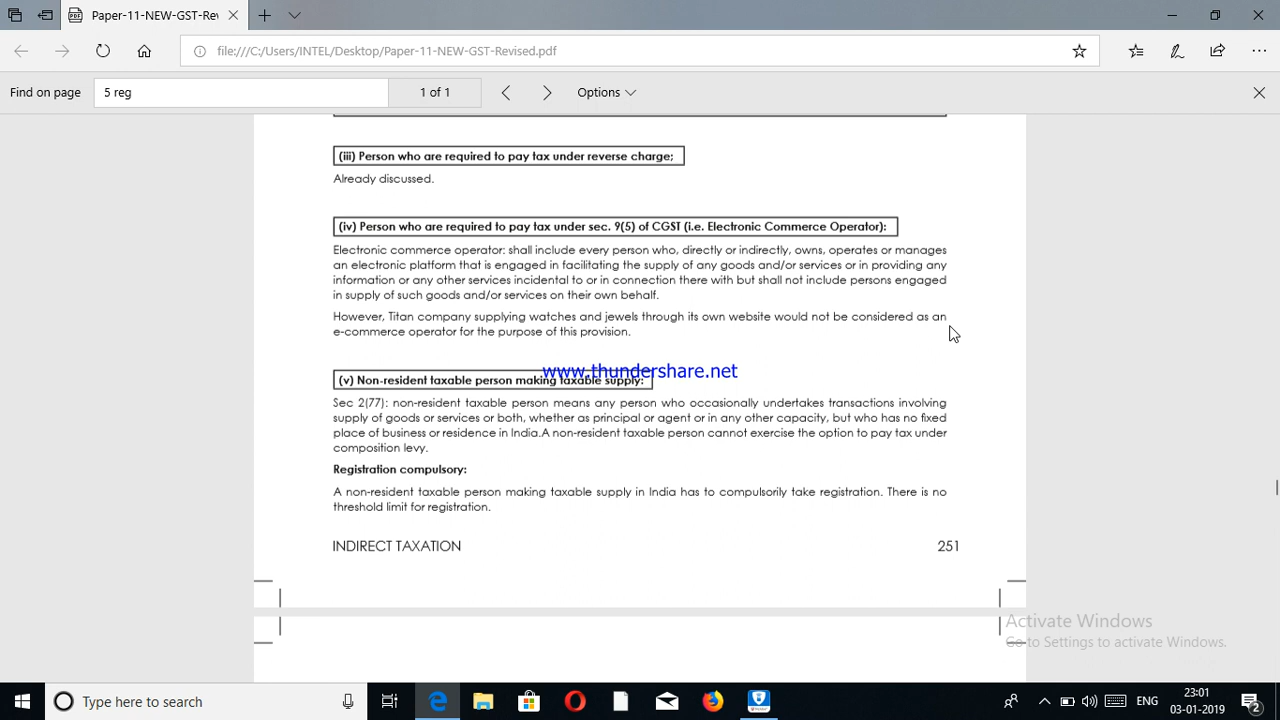 Paper-11-NEW-GST-Rev
file:///C:/Users/INTEL/Desktop/Paper-11-NEW-GST-Revised.pdf
Find on page
5 reg
1 of 1
Options
(iii) Person who are required to pay tax under reverse charge;
Already discussed.
(iv) Person who are required to pay tax under sec. 9(5) of CGST (i.e. Electronic Commerce Operator):
Electronic commerce operator: shall include every person who, directly or indirectly, owns, operates or manages
an electronic platform that is engaged in facilitating the supply of any goods and/or services or in providing any
information or any other services incidental to or in connection there with but shall not include persons engaged
in supply of such goods and/or services on their own behalf.
However, Titan company supplying watches and jewels through its own website would not be considered as an
e-commerce operator for the purpose of this provision.
www.thundershare.net
(v) Non-resident taxable person making taxable supply:
Sec 2(77): non-resident taxable person means any person who occasionally undertakes transactions involving
supply of goods or services or both, whether as principal or agent or in any other capacity, but who has no fixed
place of business or residence in India.A non-resident taxable person cannot exercise the option to pay tax under
composition levy.
Registration compulsory:
A non-resident taxable person making taxable supply in India has to compulsorily take registration. There is no
threshold limit for registration.
INDIRECT TAXATION 251
Activate Windows
Go to Settings to activate Windows.
Type here to search
ENG
23:01
03-01-2019
2